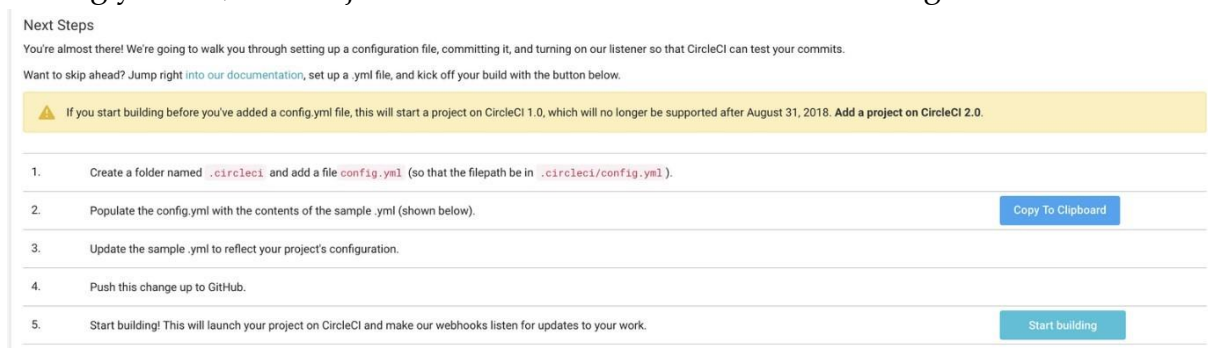 Next Steps
You're almost there! We're going to walk you through setting up a configuration file, committing it, and turning on our listener so that CircleCI can test your commits.
Want to skip ahead? Jump right into our documentation, set up a .yml file, and kick off your build with the button below.
If you start building before you've added a config.yml file, this will start a project on CircleCI 1.0, which will no longer be supported after August 31, 2018. Add a project on CircleCI 2.0.
1. Create a folder named .circleci and add a file config.yml (so that the filepath be in .circleci/config.yml).
2. Populate the config.yml with the contents of the sample .yml (shown below). Copy To Clipboard
3. Update the sample .yml to reflect your project's configuration.
4. Push this change up to GitHub.
5. Start building! This will launch your project on CircleCI and make our webhooks listen for updates to your work. Start building